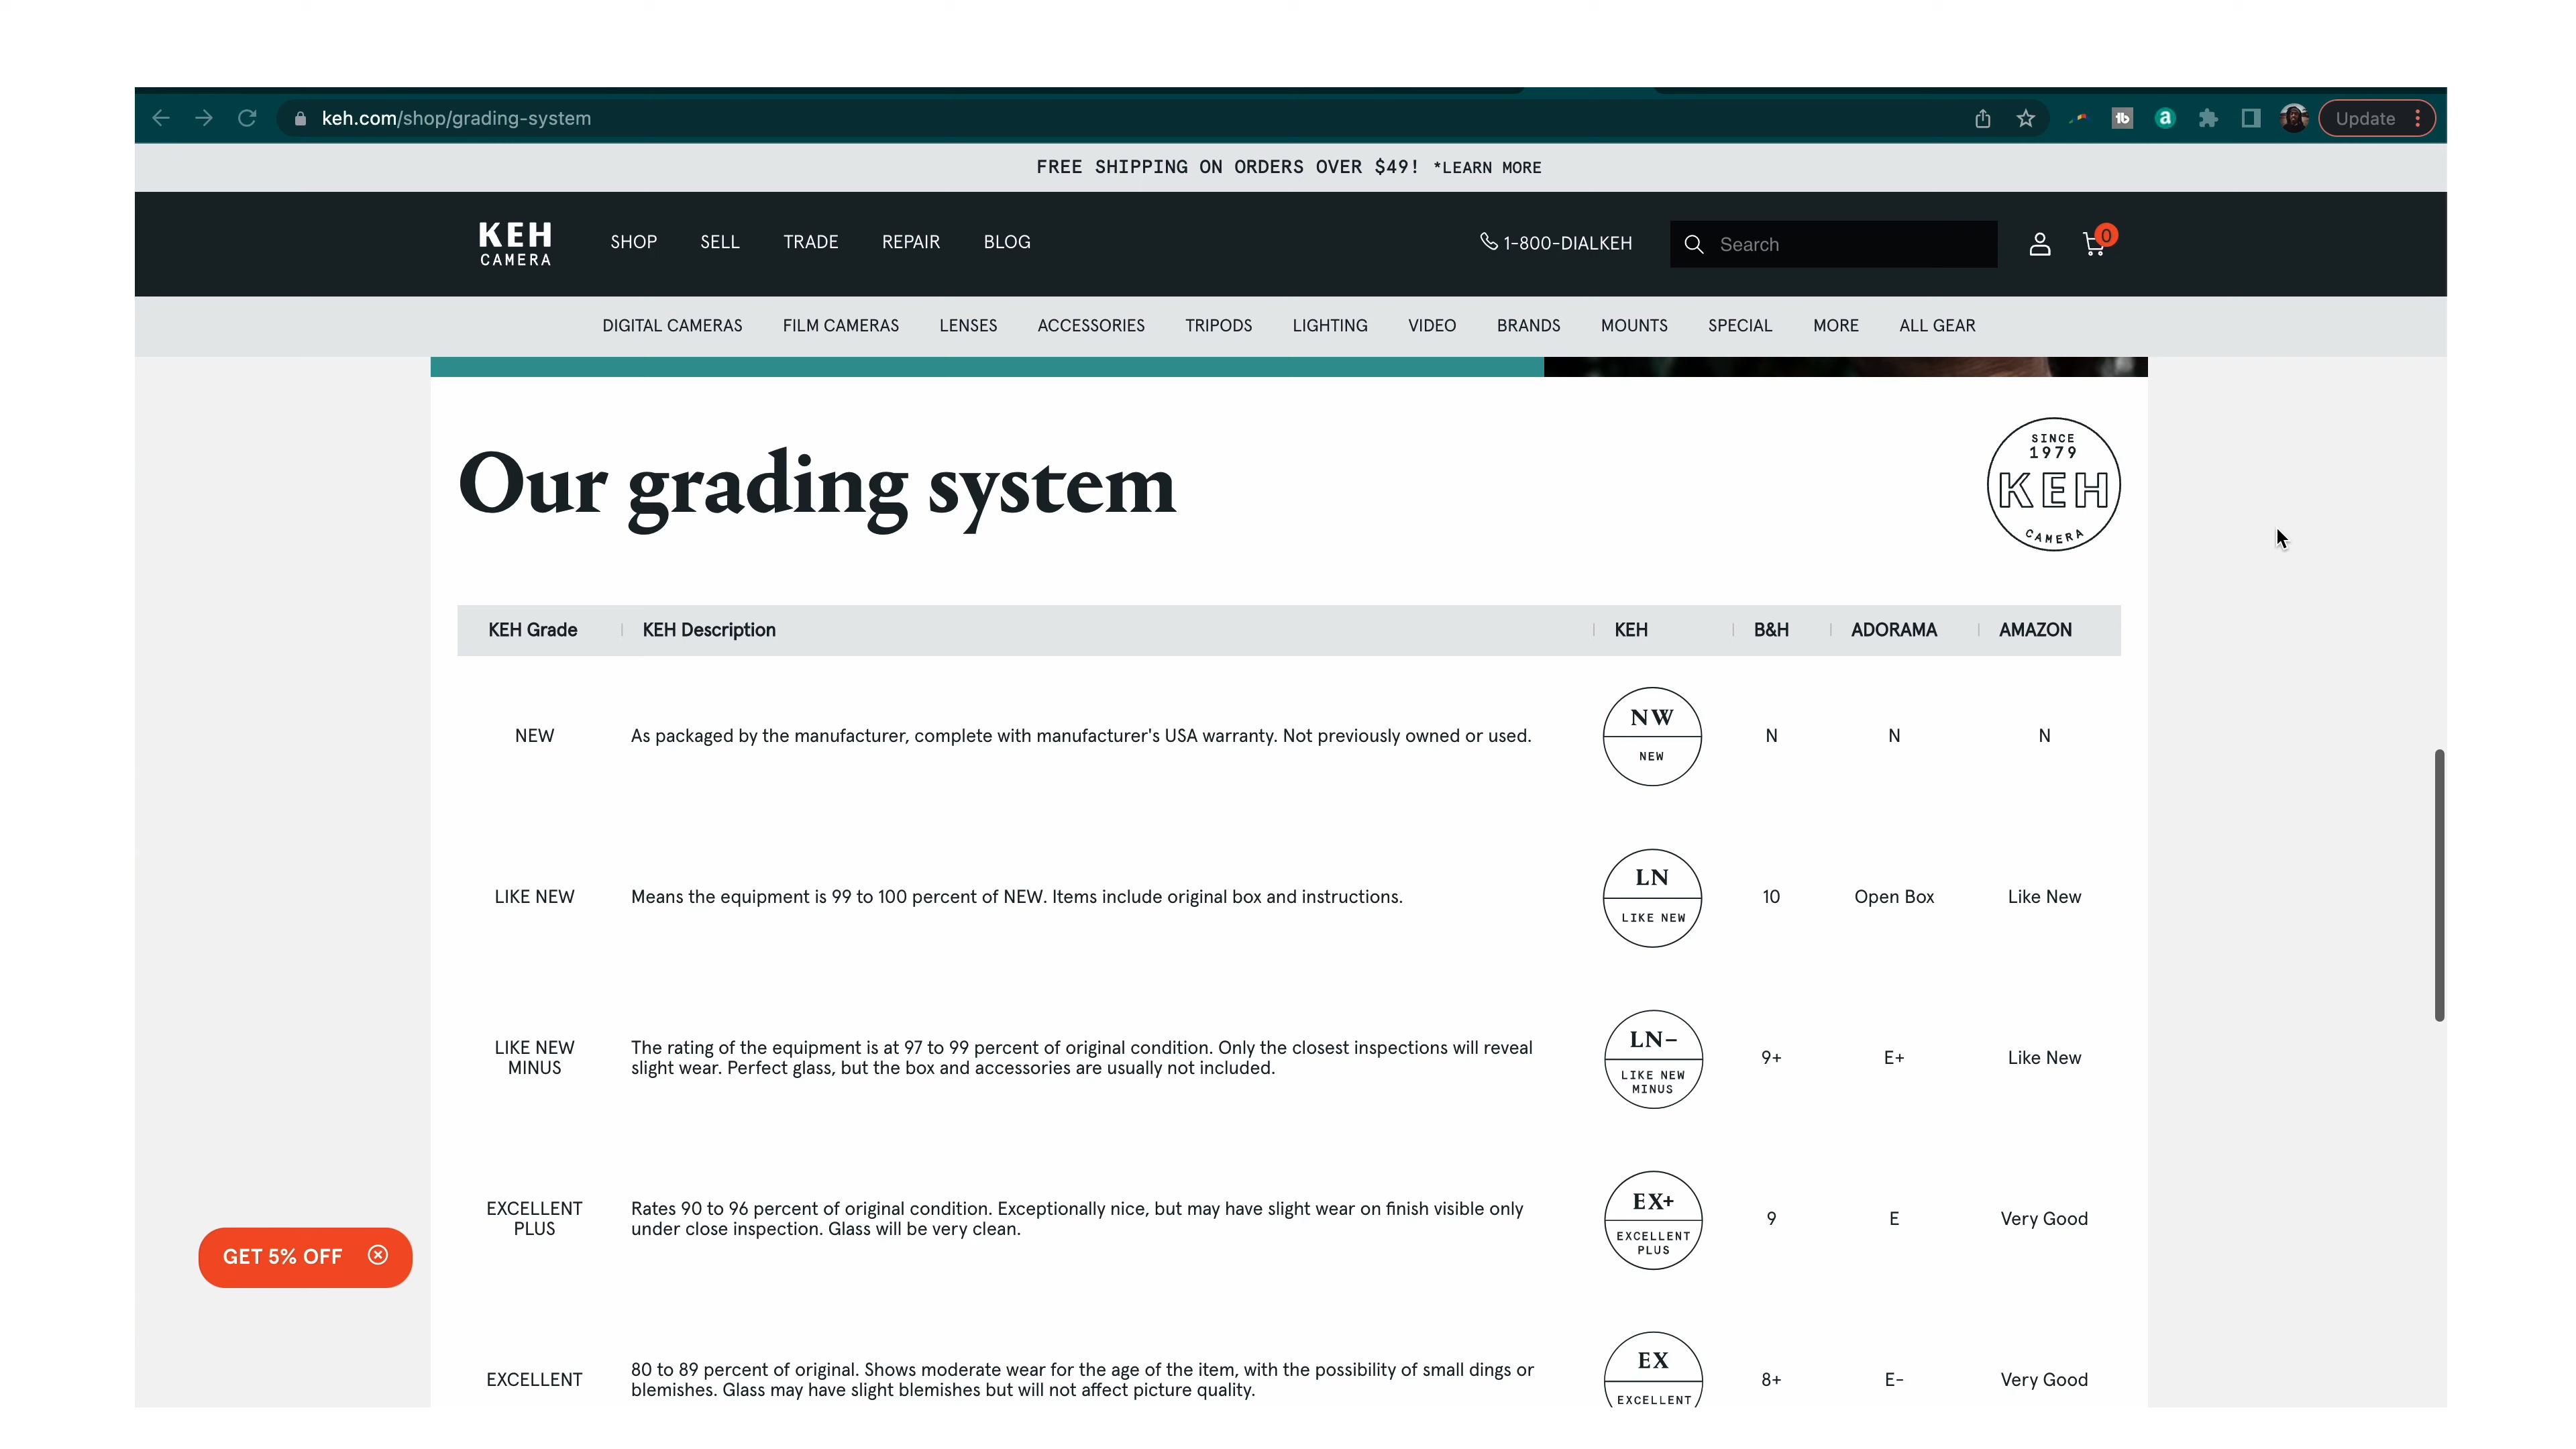 keh.com/shop/grading-system
Update
FREE SHIPPING ON ORDERS OVER $49! *LEARN MORE
KEH
CAMERA
SHOP SELL TRADE REPAIR BLOG
1-800-DIALKEH
Search
0
DIGITAL CAMERAS FILM CAMERAS LENSES ACCESSORIES TRIPODS LIGHTING VIDEO BRANDS MOUNTS SPECIAL MORE ALL GEAR
Our grading system
SINCE
1979
KEH
CAMERA
KEH Grade KEH Description KEH B&H ADORAMA AMAZON
NEW
As packaged by the manufacturer, complete with manufacturer's USA warranty. Not previously owned or used.
NW
NEW
N N N
LIKE NEW
Means the equipment is 99 to 100 percent of NEW. Items include original box and instructions.
LN
LIKE NEW
10 Open Box Like New
LIKE NEW
MINUS
The rating of the equipment is at 97 to 99 percent of original condition. Only the closest inspections will reveal
slight wear. Perfect glass, but the box and accessories are usually not included.
LN–
LIKE NEW
MINUS
9+ E+ Like New
EXCELLENT
PLUS
Rates 90 to 96 percent of original condition. Exceptionally nice, but may have slight wear on finish visible only
under close inspection. Glass will be very clean.
EX+
EXCELLENT
PLUS
9 E Very Good
GET 5% OFF
EXCELLENT
80 to 89 percent of original. Shows moderate wear for the age of the item, with the possibility of small dings or
blemishes. Glass may have slight blemishes but will not affect picture quality.
EX
EXCELLENT
8+ E- Very Good